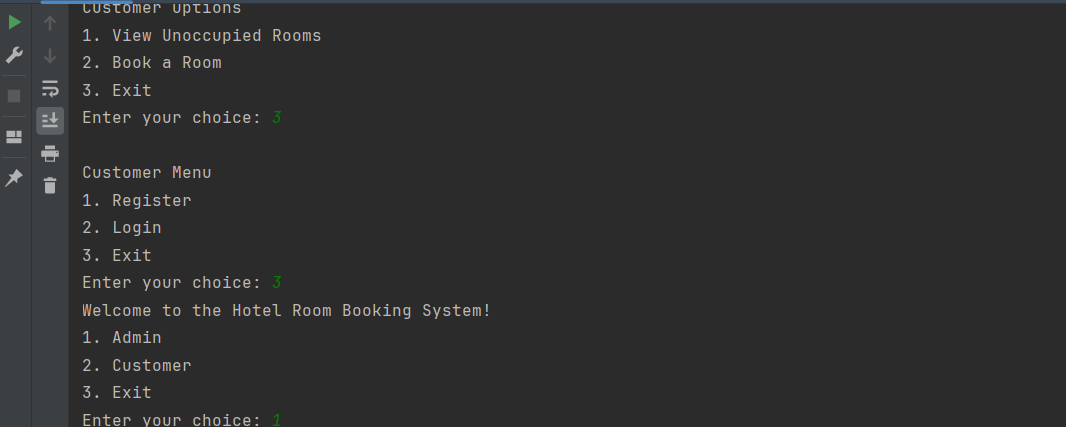 Customer Options
1. View Unoccupied Rooms
2. Book a Room
3. Exit
Enter your choice: 3
Customer Menu
1. Register
2. Login
3. Exit
Enter your choice: 3
Welcome to the Hotel Room Booking System!
1. Admin
2. Customer
3. Exit
Enter your choice: 1